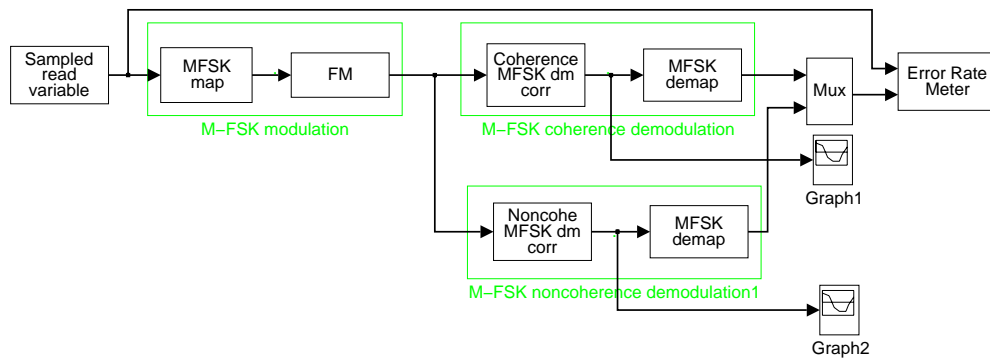 Sampled
read
variable
MFSK
map
FM
M−FSK modulation
Coherence
MFSK dm
corr
MFSK
demap
M−FSK coherence demodulation
Mux
Error Rate
Meter
Graph1
Noncohe
MFSK dm
corr
MFSK
demap
M−FSK noncoherence demodulation1
Graph2